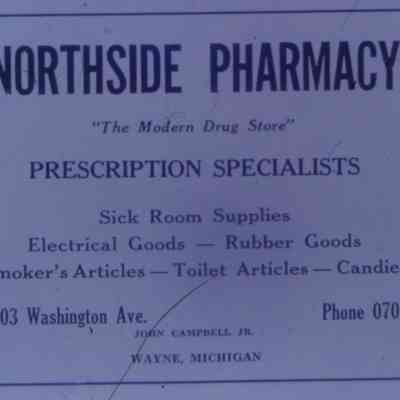 NORTHSIDE PHARMACY
"The Modern Drug Store"
PRESCRIPTION SPECIALISTS
Sick Room Supplies
Electrical Goods — Rubber Goods
moker's Articles — Toilet Articles — Candie
03 Washington Ave. Phone 070
JOHN CAMPBELL JR.
WAYNE, MICHIGAN